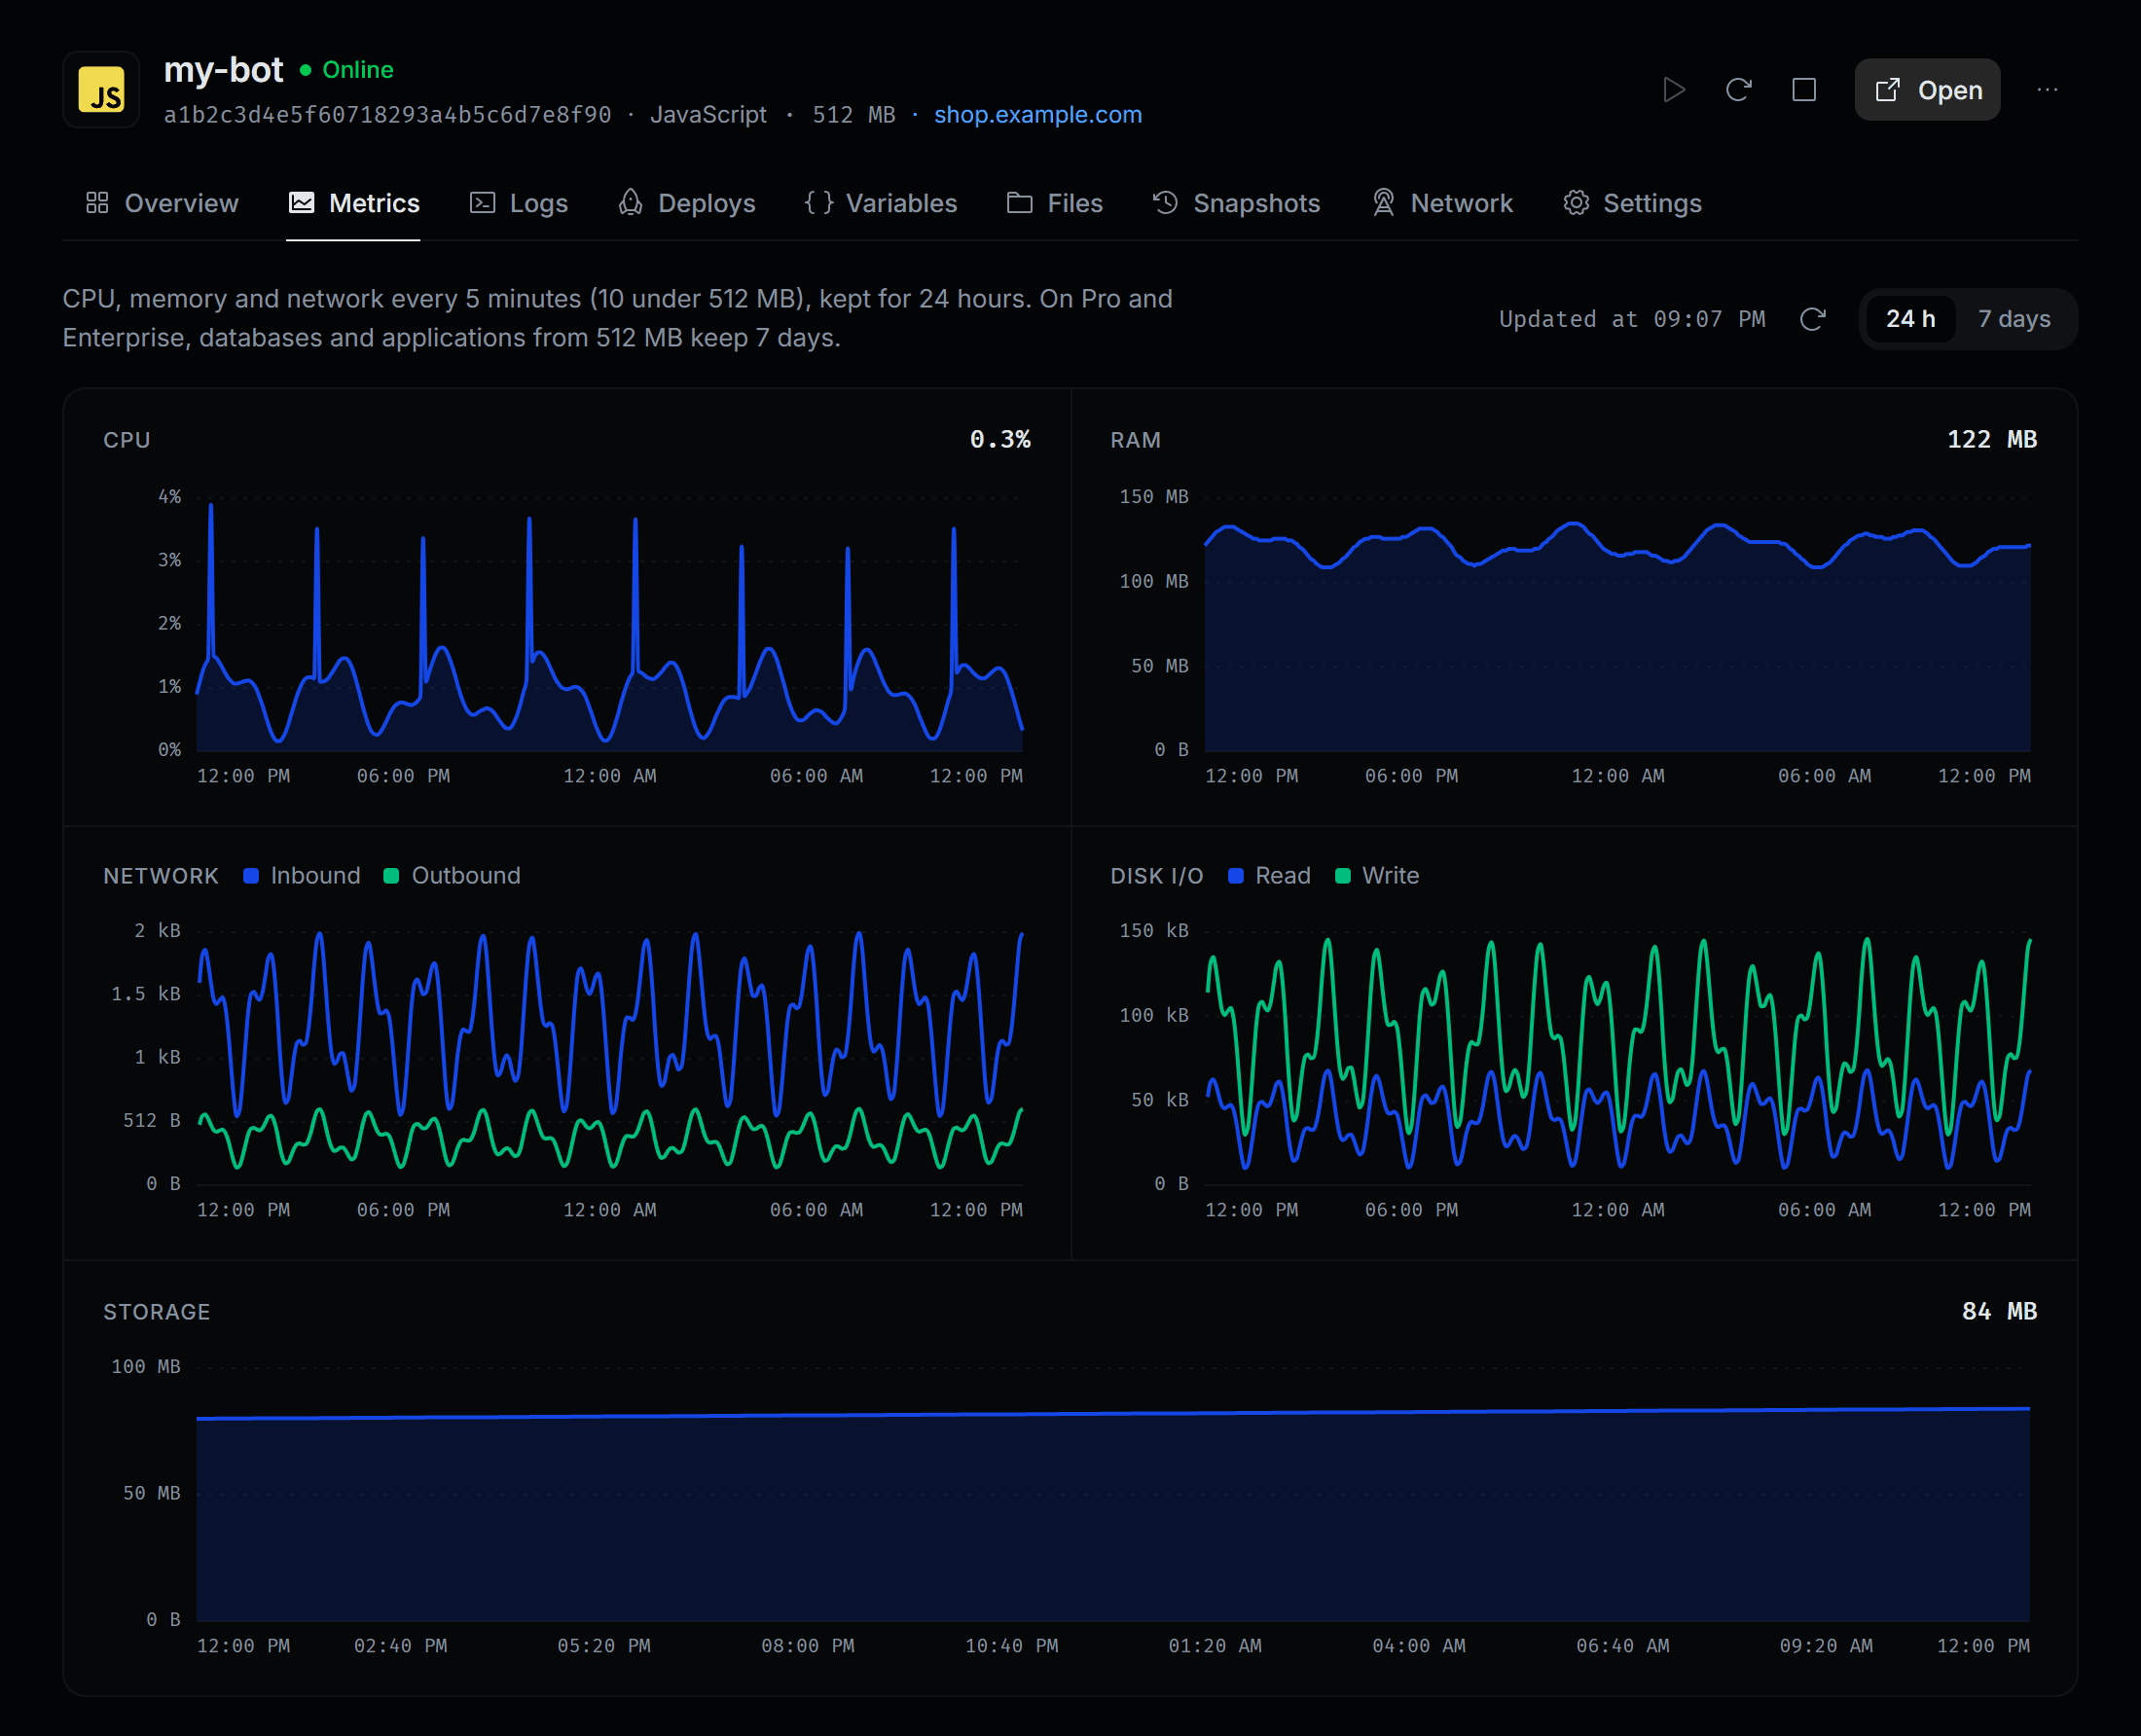 JS
my-bot Online
a1b2c3d4e5f60718293a4b5c6d7e8f90 · JavaScript · 512 MB · shop.example.com
Open
Overview Metrics Logs Deploys Variables Files Snapshots Network Settings
CPU, memory and network every 5 minutes (10 under 512 MB), kept for 24 hours. On Pro and
Enterprise, databases and applications from 512 MB keep 7 days.
Updated at 09:07 PM 24 h 7 days
CPU 0.3%
4%
3%
2%
1%
0%
12:00 PM 06:00 PM 12:00 AM 06:00 AM 12:00 PM
RAM 122 MB
150 MB
100 MB
50 MB
0 B
12:00 PM 06:00 PM 12:00 AM 06:00 AM 12:00 PM
NETWORK Inbound Outbound
2 kB
1.5 kB
1 kB
512 B
0 B
12:00 PM 06:00 PM 12:00 AM 06:00 AM 12:00 PM
DISK I/O Read Write
150 kB
100 kB
50 kB
0 B
12:00 PM 06:00 PM 12:00 AM 06:00 AM 12:00 PM
STORAGE 84 MB
100 MB
50 MB
0 B
12:00 PM 02:40 PM 05:20 PM 08:00 PM 10:40 PM 01:20 AM 04:00 AM 06:40 AM 09:20 AM 12:00 PM